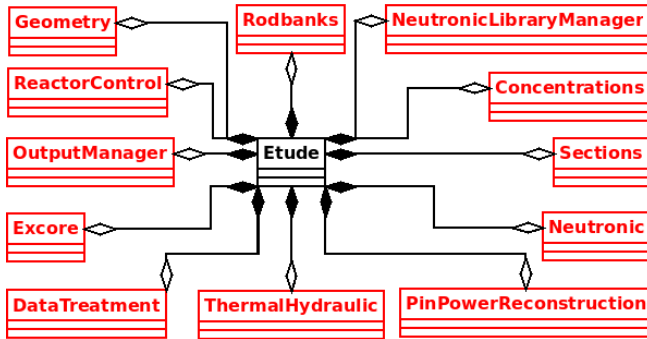 Geometry
Rodbanks
NeutronicLibraryManager
ReactorControl
Concentrations
OutputManager
Etude
Sections
Excore
Neutronic
DataTreatment
ThermalHydraulic
PinPowerReconstruction